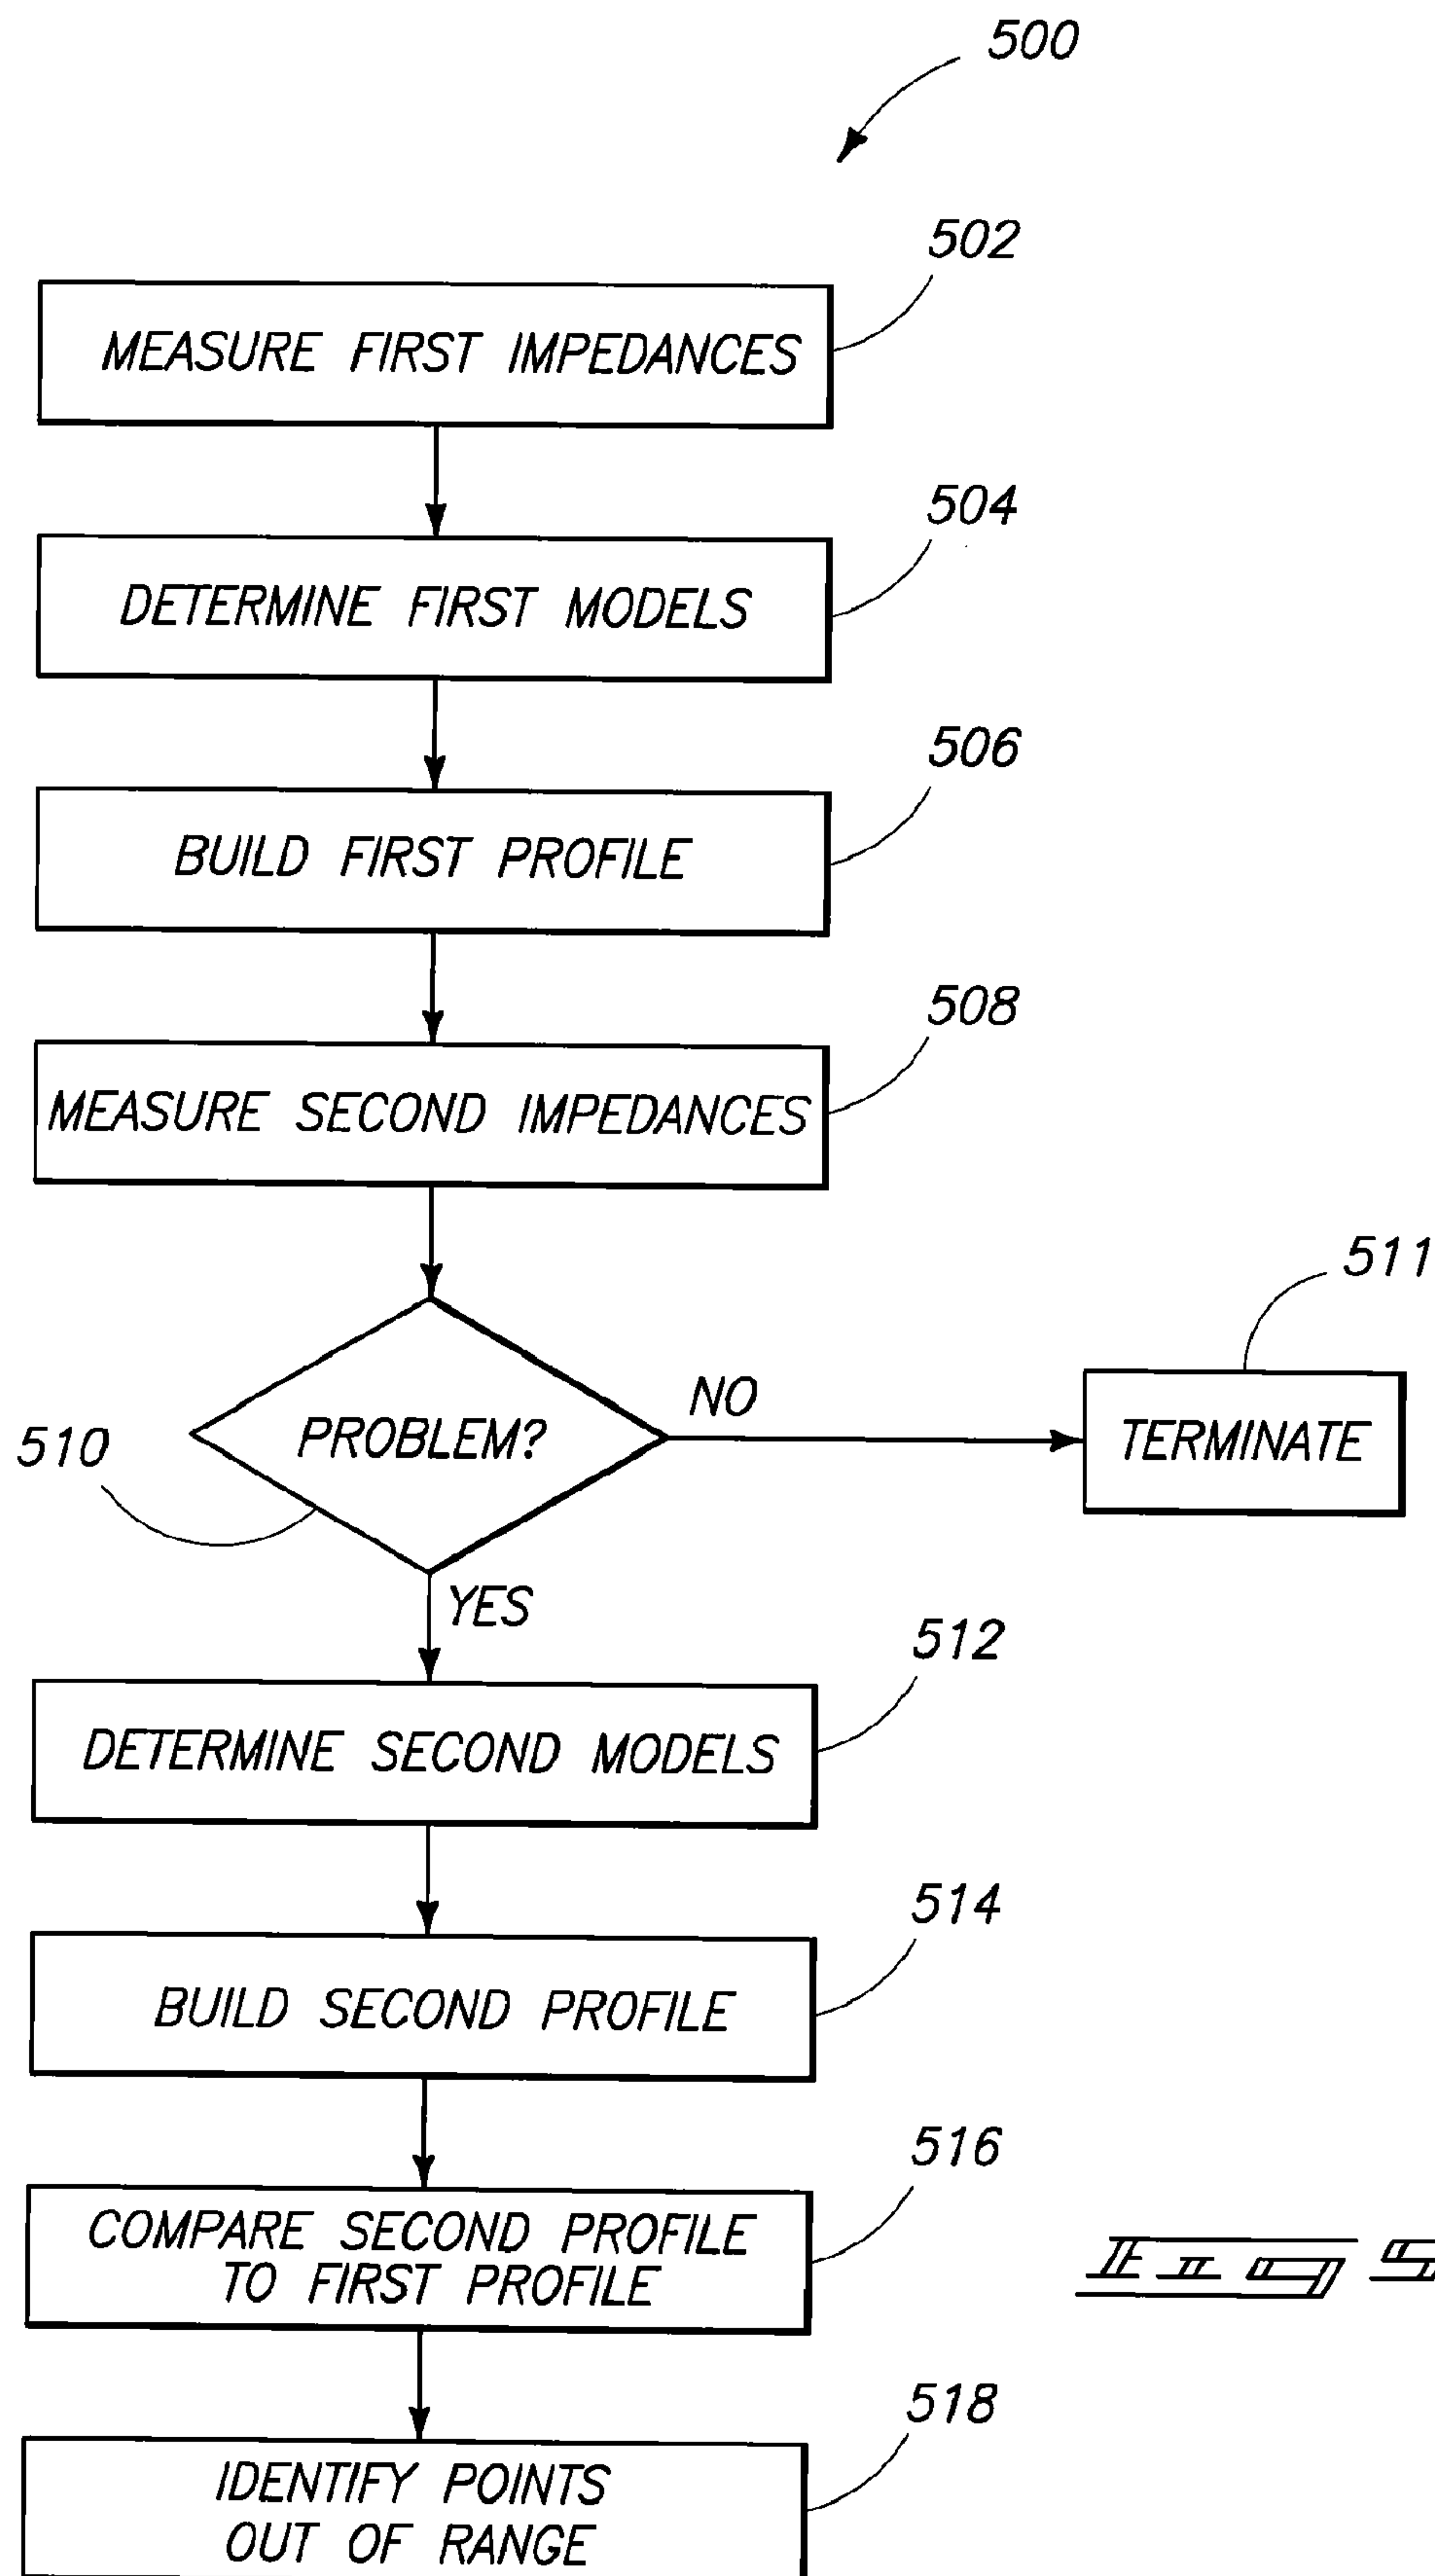 500
502
MEASURE FIRST IMPEDANCES
504
DETERMINE FIRST MODELS
506
BUILD FIRST PROFILE
508
MEASURE SECOND IMPEDANCES
511
PROBLEM?
NO
TERMINATE
510
YES
512
DETERMINE SECOND MODELS
514
BUILD SECOND PROFILE
516
COMPARE SECOND PROFILE
TO FIRST PROFILE
Fig 5
518
IDENTIFY POINTS
OUT OF RANGE